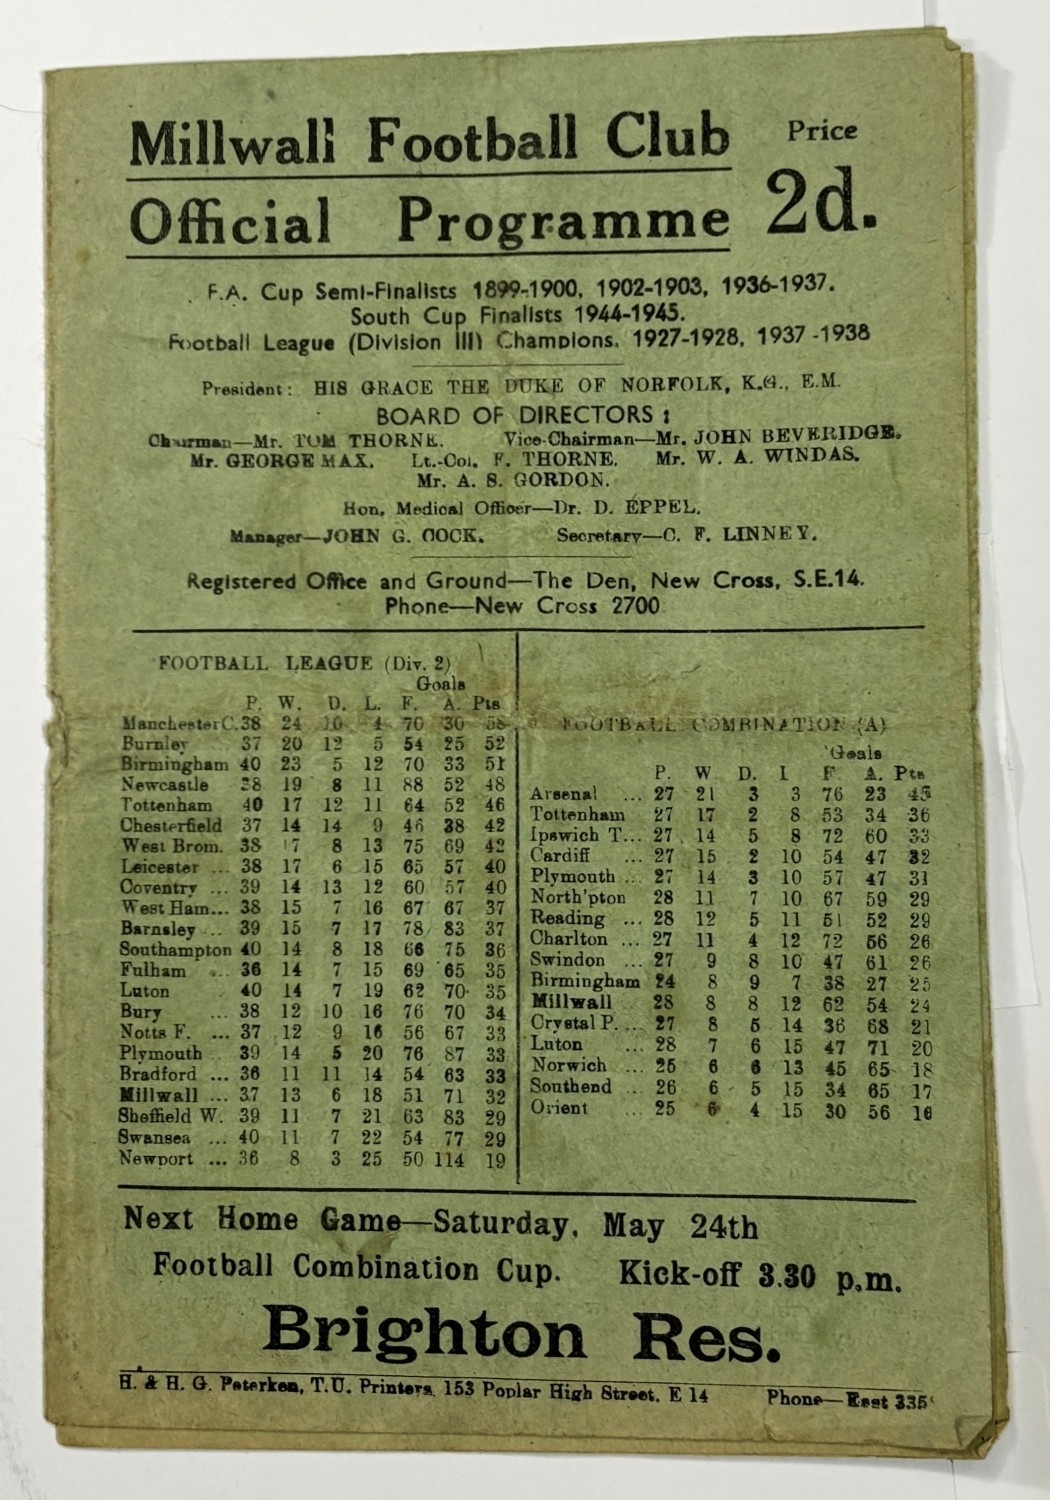 Millwall Football Club
Price
Official Programme
2d.
F.A. Cup Semi-Finalists 1899-1900, 1902-1903, 1936-1937.
South Cup Finalists 1944-1945.
Football League (Division III) Champions. 1927-1928, 1937-1938
President: HIS GRACE THE DUKE OF NORFOLK, K.G., E.M.
BOARD OF DIRECTORS :
Chairman—Mr. TOM THORNE. Vice-Chairman—Mr. JOHN BEVERIDGE.
Mr. GEORGE MAX. Lt.-Col. F. THORNE. Mr. W. A. WINDAS.
Mr. A. S. GORDON.
Hon. Medical Officer—Dr. D. EPPEL.
Manager—JOHN G. COCK. Secretary—C. F. LINNEY.
Registered Office and Ground—The Den, New Cross, S.E.14.
Phone—New Cross 2700
FOOTBALL LEAGUE (Div. 2)
Goals
P. W. D. L. F. A. Pts
Manchester C. 38 24 10 4 70 30 58
Burnley 37 20 12 5 54 25 52
Birmingham 40 23 5 12 70 33 51
Newcastle 38 19 8 11 88 52 48
Tottenham 40 17 12 11 64 52 46
Chesterfield 37 14 14 9 46 38 42
West Brom. 38 17 8 13 75 69 42
Leicester ... 38 17 6 15 65 57 40
Coventry ... 39 14 13 12 60 57 40
West Ham... 38 15 7 16 67 67 37
Barnsley .. 39 15 7 17 78 83 37
Southampton 40 14 8 18 66 75 36
Fulham .. 36 14 7 15 69 65 35
Luton 40 14 7 19 62 70 35
Bury ... 38 12 10 16 76 70 34
Notts F. ... 37 12 9 16 56 67 33
Plymouth .. 39 14 5 20 76 87 33
Bradford ... 36 11 11 14 54 63 33
Millwall ... 37 13 6 18 51 71 32
Sheffield W. 39 11 7 21 63 83 29
Swansea ... 40 11 7 22 54 77 29
Newport ... 36 8 3 25 50 114 19
FOOTBALL COMBINATION (A)
Goals
P. W D. L F. A. Pts
Arsenal ... 27 21 3 3 76 23 45
Tottenham 27 17 2 8 53 34 36
Ipswich T... 27 14 5 8 72 60 33
Cardiff ... 27 15 2 10 54 47 32
Plymouth .. 27 14 3 10 57 47 31
North'pton 28 11 7 10 67 59 29
Reading ... 28 12 5 11 51 52 29
Charlton ... 27 11 4 12 72 56 26
Swindon ... 27 9 8 10 47 61 26
Birmingham 24 8 9 7 38 27 25
Millwall .. 28 8 8 12 62 54 24
Crystal P. .. 27 8 5 14 36 68 21
Luton ... 28 7 6 15 47 71 20
Norwich ... 25 6 6 13 45 65 18
Southend ... 26 6 5 15 34 65 17
Orient ... 25 6 4 15 30 56 16
Next Home Game—Saturday, May 24th
Football Combination Cup. Kick-off 3.30 p.m.
Brighton Res.
H. & H. G. Peterken, T.U. Printers, 153 Poplar High Street, E 14 Phone—East